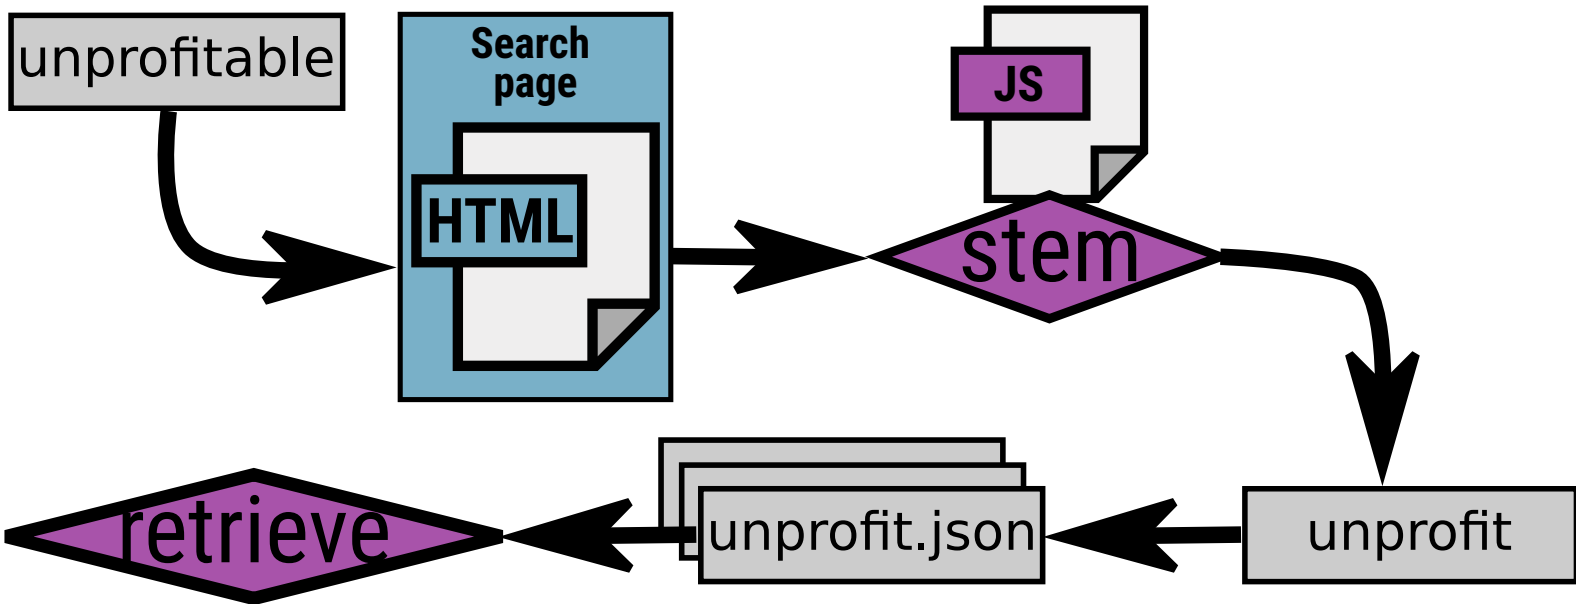 unprofitable
Search
page
HTML
JS
stem
unprofit
unprofit.json
retrieve